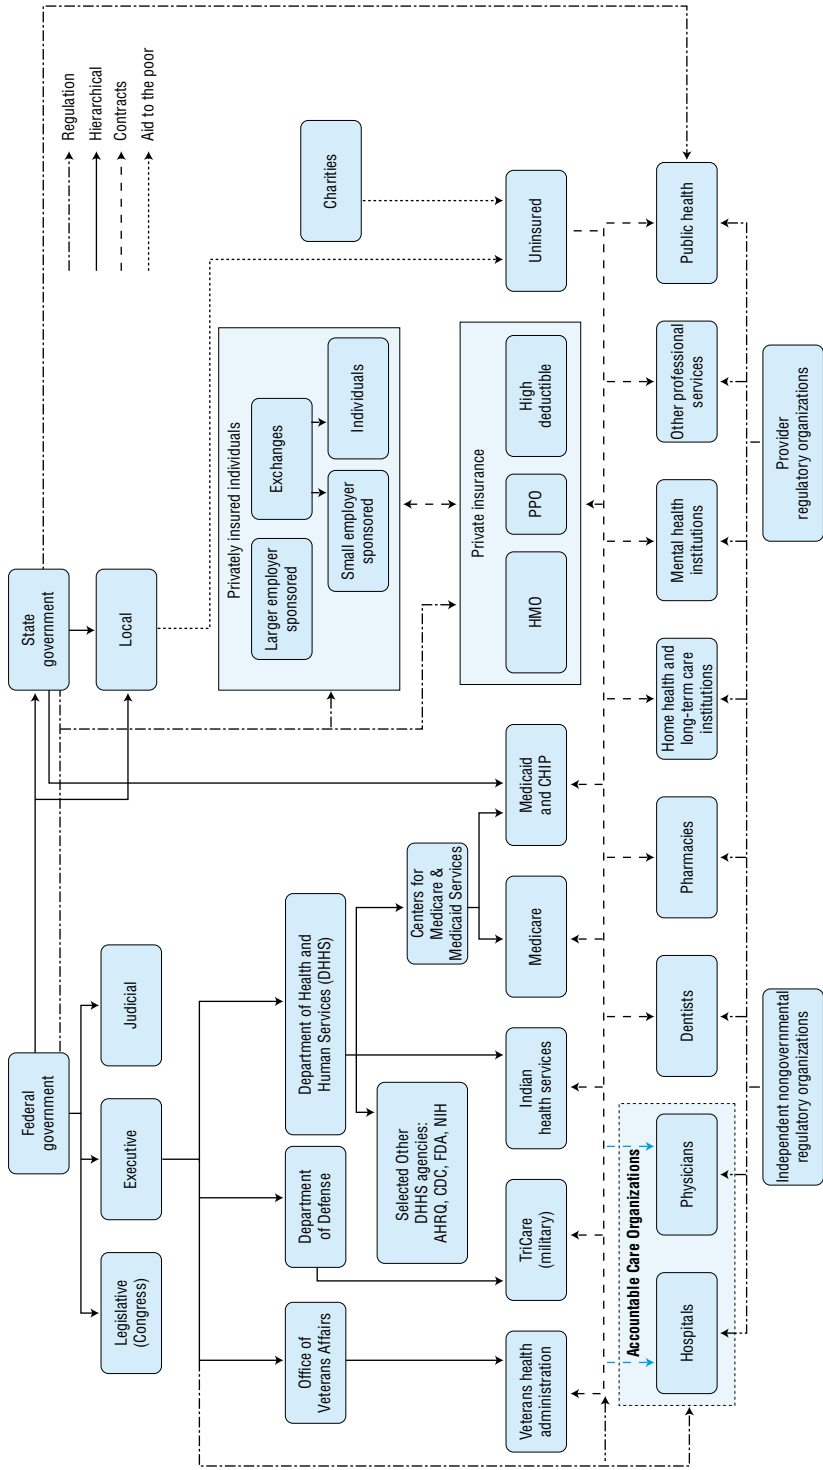 Federal
government
State
government
Regulation
Hierarchical
Contracts
Aid to the poor
Legislative
(Congress)
Executive
Judicial
Local
Privately insured individuals
Larger employer
sponsored
Exchanges
Small employer
sponsored
Individuals
Charities
Office of
Veterans Affairs
Department
of Defense
Department of Health and
Human Services (DHHS)
Selected Other
DHHS agencies:
AHRQ, CDC, FDA, NIH
Centers for
Medicare &
Medicaid Services
Private insurance
HMO
PPO
High
deductible
Veterans health
administration
TriCare
(military)
Indian
health services
Medicare
Medicaid
and CHIP
Uninsured
Accountable Care Organizations
Hospitals
Physicians
Dentists
Pharmacies
Home health and
long-term care
institutions
Mental health
institutions
Other professional
services
Public health
Independent nongovernmental
regulatory organizations
Provider
regulatory organizations